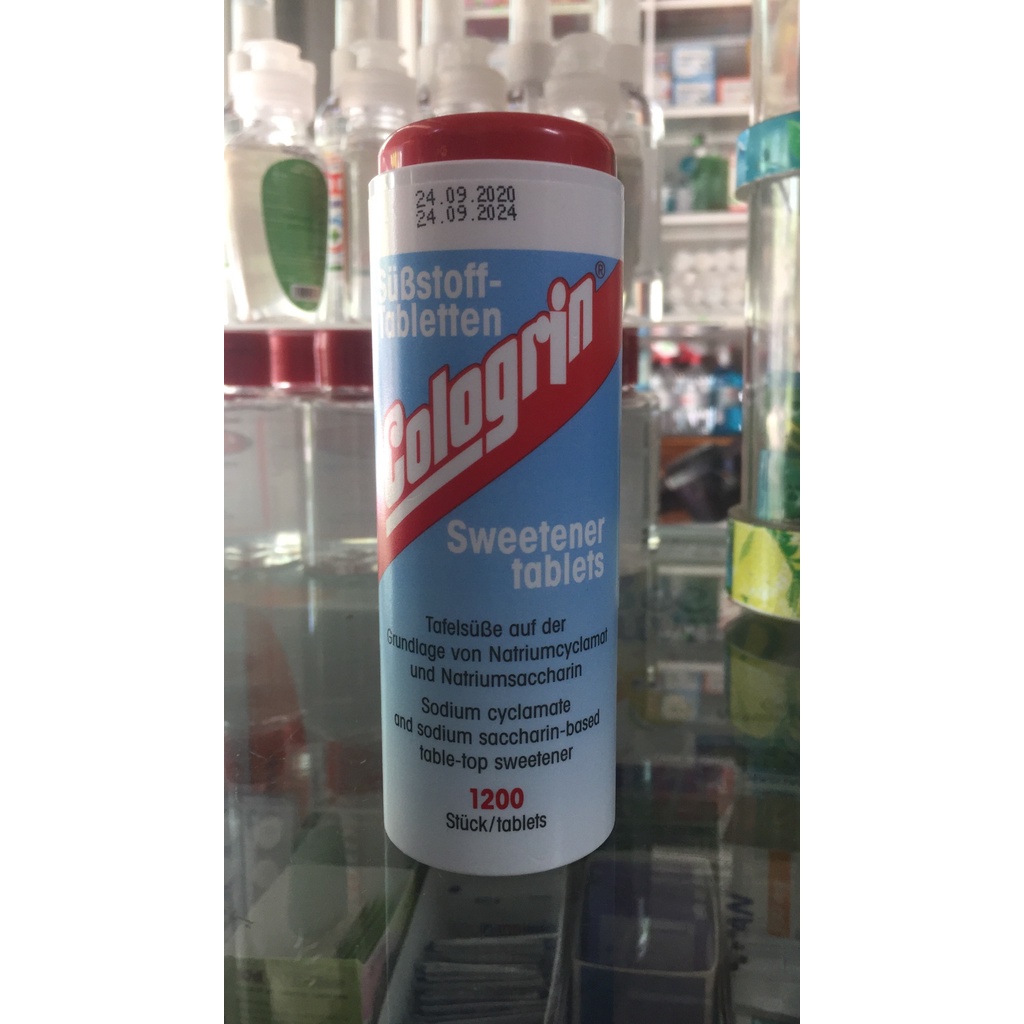 24.09.2020
24.09.2024
Süßstoff-
Tabletten
Cologrin®
Sweetener
tablets
Tafelsüße auf der
Grundlage von Natriumcyclamat
und Natriumsaccharin
Sodium cyclamate
and sodium saccharin-based
table-top sweetener
1200
Stück/tablets